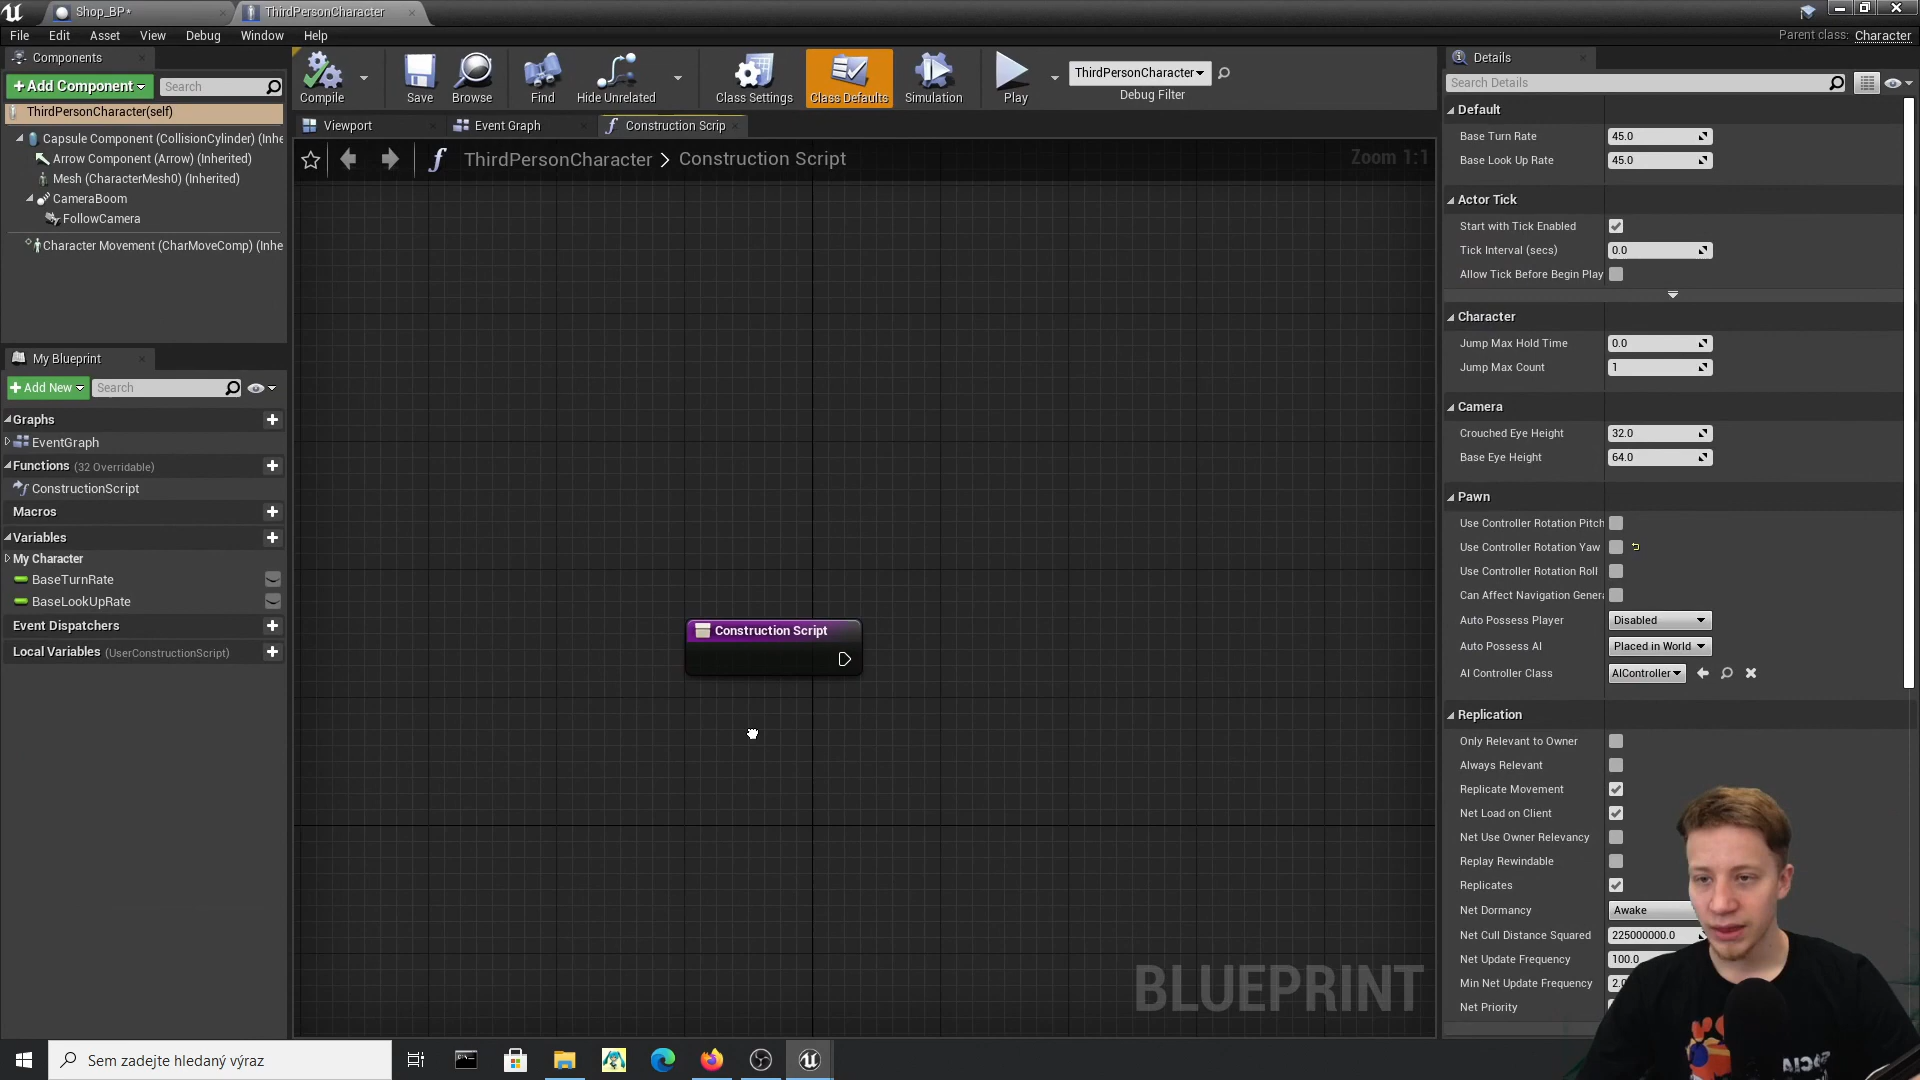 Shop_BP*
ThirdPersonCharacter
File Edit Asset View Debug Window Help
Parent class: Character
Components
+Add Component
Search
ThirdPersonCharacter(self)
Capsule Component (CollisionCylinder) (Inhe
Arrow Component (Arrow) (Inherited)
Mesh (CharacterMesh0) (Inherited)
CameraBoom
FollowCamera
Character Movement (CharMoveComp) (Inhe
My Blueprint
+Add New
Search
Graphs
EventGraph
Functions (32 Overridable)
ConstructionScript
Macros
Variables
My Character
BaseTurnRate
BaseLookUpRate
Event Dispatchers
Local Variables (UserConstructionScript)
Compile
Save
Browse
Find
Hide Unrelated
Class Settings
Class Defaults
Simulation
Play
ThirdPersonCharacter
Debug Filter
Viewport
Event Graph
Construction Scrip
ThirdPersonCharacter > Construction Script
Zoom 1:1
Construction Script
BLUEPRINT
Details
Search Details
Default
Base Turn Rate 45.0
Base Look Up Rate 45.0
Actor Tick
Start with Tick Enabled
Tick Interval (secs) 0.0
Allow Tick Before Begin Play
Character
Jump Max Hold Time 0.0
Jump Max Count 1
Camera
Crouched Eye Height 32.0
Base Eye Height 64.0
Pawn
Use Controller Rotation Pitch
Use Controller Rotation Yaw
Use Controller Rotation Roll
Can Affect Navigation Genera
Auto Possess Player Disabled
Auto Possess AI Placed in World
AI Controller Class AIController
Replication
Only Relevant to Owner
Always Relevant
Replicate Movement
Net Load on Client
Net Use Owner Relevancy
Replay Rewindable
Replicates
Net Dormancy Awake
Net Cull Distance Squared 225000000.0
Net Update Frequency 100.0
Min Net Update Frequency 2.0
Net Priority
Sem zadejte hledaný výraz